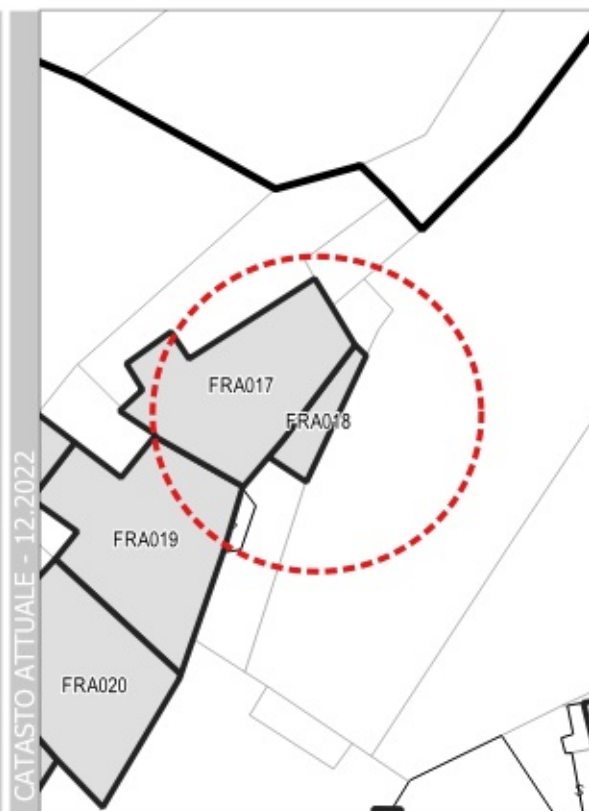 CATASTO ATTUALE - 12.2022
FRA017
FRA018
FRA019
FRA020
S